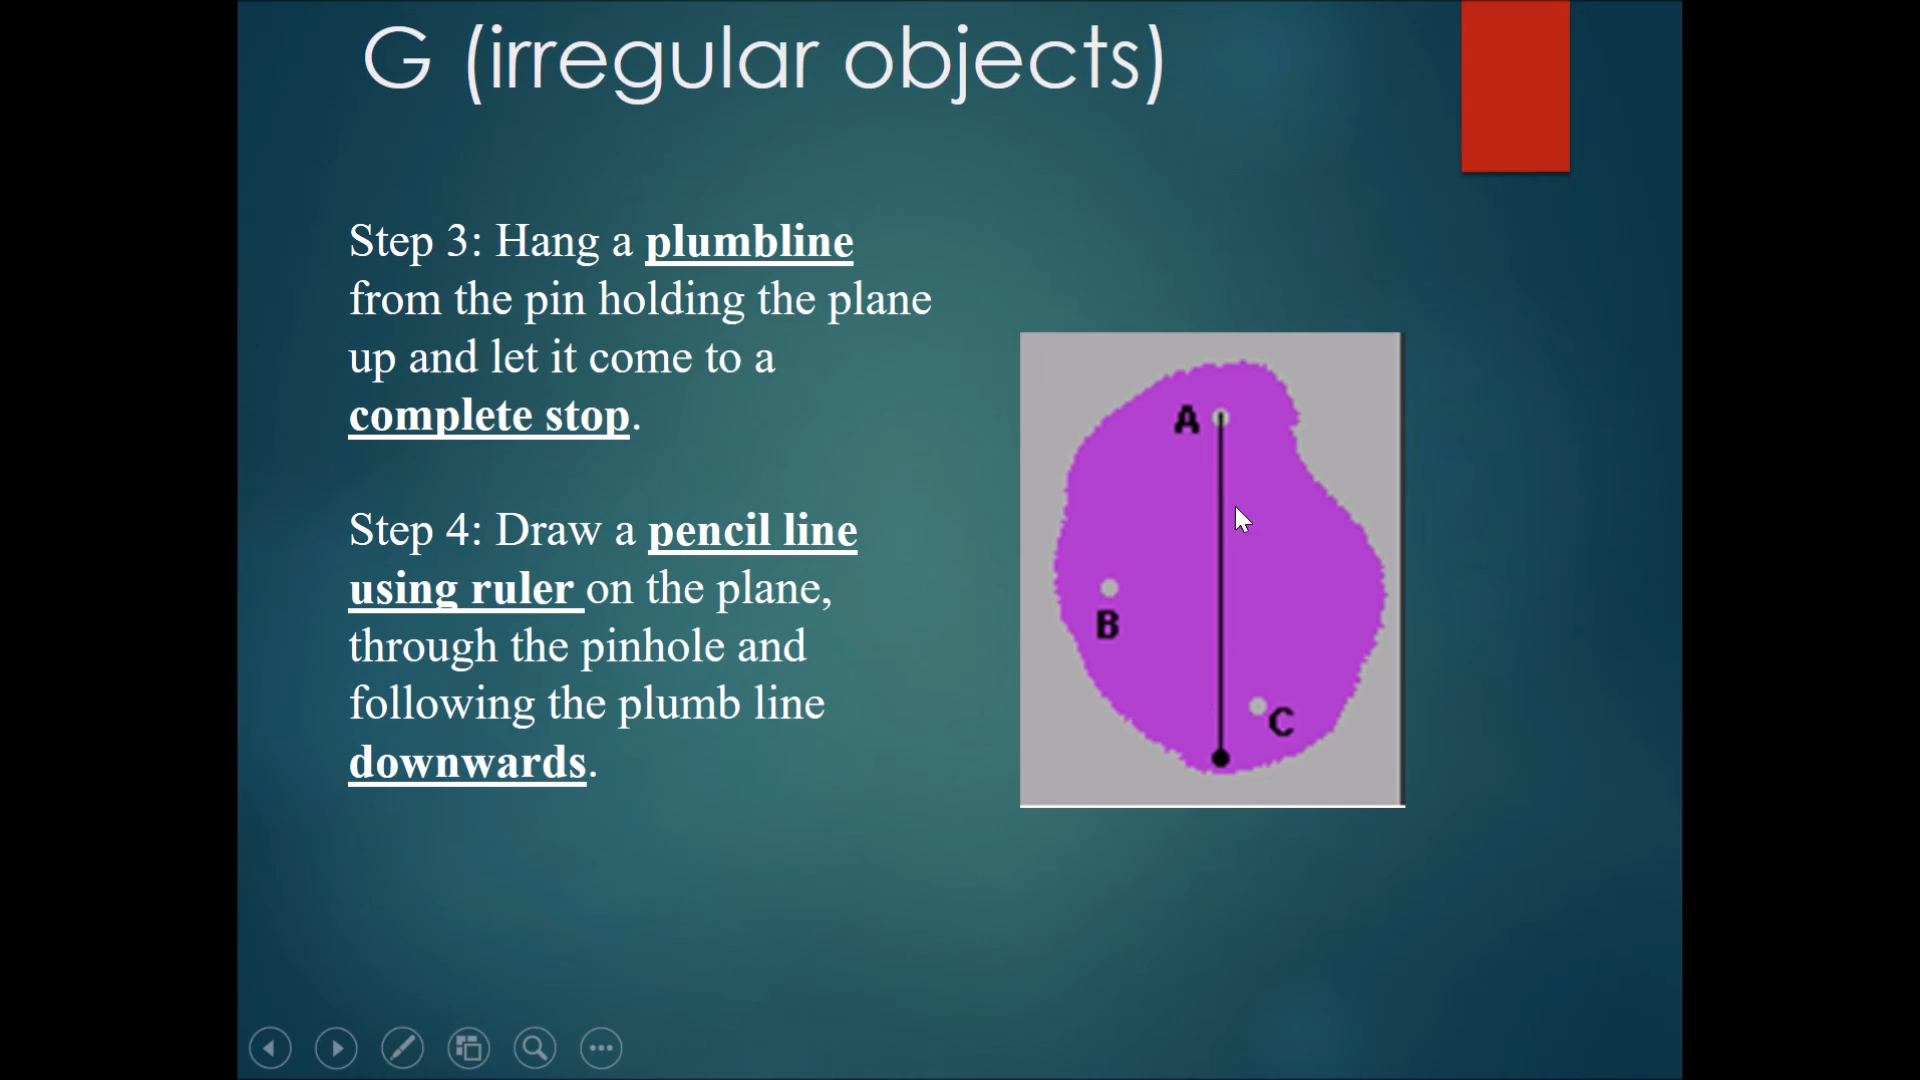 G (irregular objects)
Step 3: Hang a plumbline
from the pin holding the plane
up and let it come to a
complete stop.
Step 4: Draw a pencil line
using ruler on the plane,
through the pinhole and
following the plumb line
downwards.
A
B
C